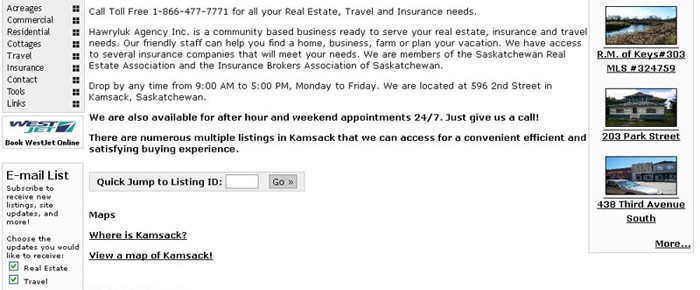 Acreages
Commercial
Residential
Cottages
Travel
Insurance
Contact
Tools
Links
WESTJET
Book WestJet Online
E-mail List
Subscribe to
receive new
listings, site
updates, and
more!
Choose the
updates you would
like to receive:
Real Estate
Travel
Call Toll Free 1-866-477-7771 for all your Real Estate, Travel and Insurance needs.
Hawryluk Agency Inc. is a community based business ready to serve your real estate, insurance and travel
needs. Our friendly staff can help you find a home, business, farm or plan your vacation. We have access
to several insurance companies that will meet your needs. We are members of the Saskatchewan Real
Estate Association and the Insurance Brokers Association of Saskatchewan.
Drop by any time from 9:00 AM to 5:00 PM, Monday to Friday. We are located at 596 2nd Street in
Kamsack, Saskatchewan.
We are also available for after hour and weekend appointments 24/7. Just give us a call!
There are numerous multiple listings in Kamsack that we can access for a convenient efficient and
satisfying buying experience.
Quick Jump to Listing ID: Go »
Maps
Where is Kamsack?
View a map of Kamsack!
R.M. of Keys#303
MLS #324759
203 Park Street
438 Third Avenue
South
More...